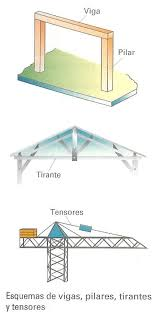 Viga
Pilar
Tirante
Tensores
Esquemas de vigas, pilares, tirantes
y tensores